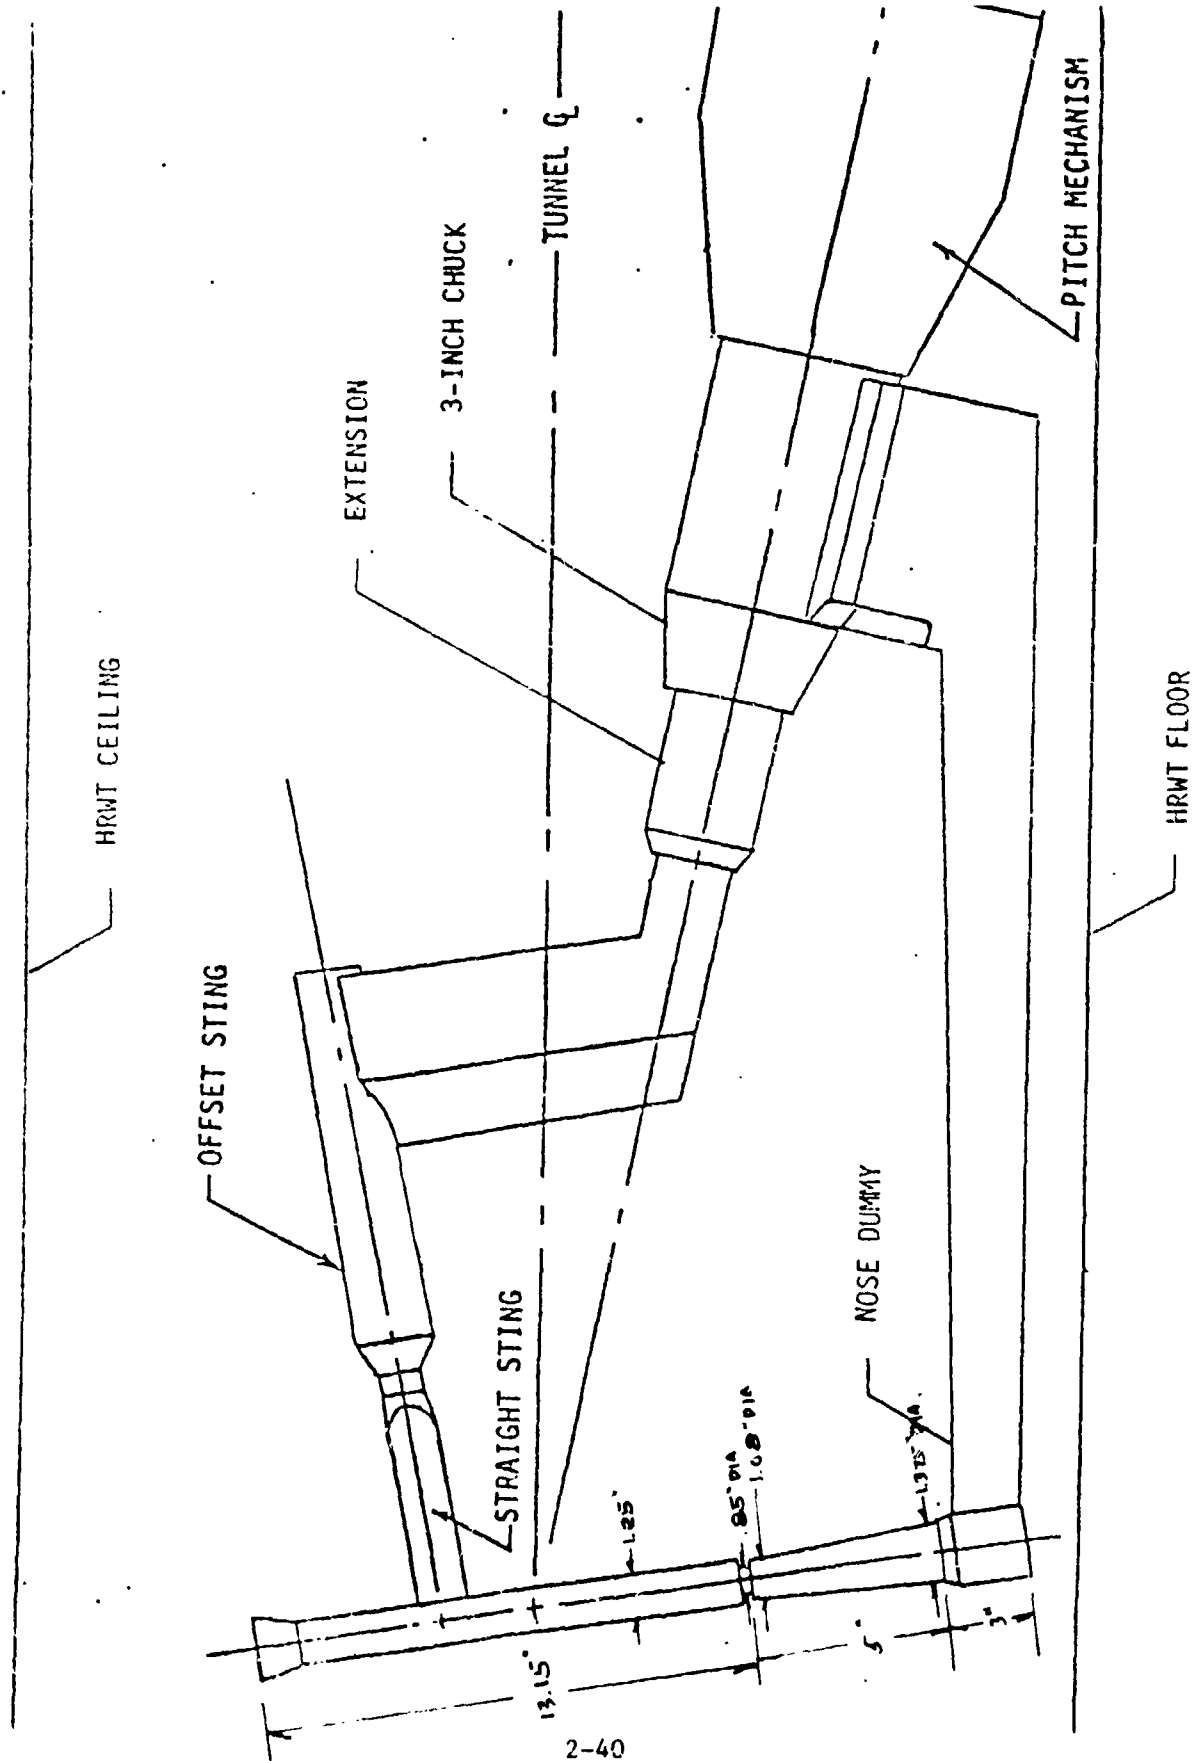 HRWT CEILING
OFFSET STING
EXTENSION
3-INCH CHUCK
TUNNEL ℄
STRAIGHT STING
PITCH MECHANISM
NOSE DUMMY
HRWT FLOOR
1.25"
.85" DIA
1.68" DIA
1.375" DIA.
13.15"
5"
3"
2-40